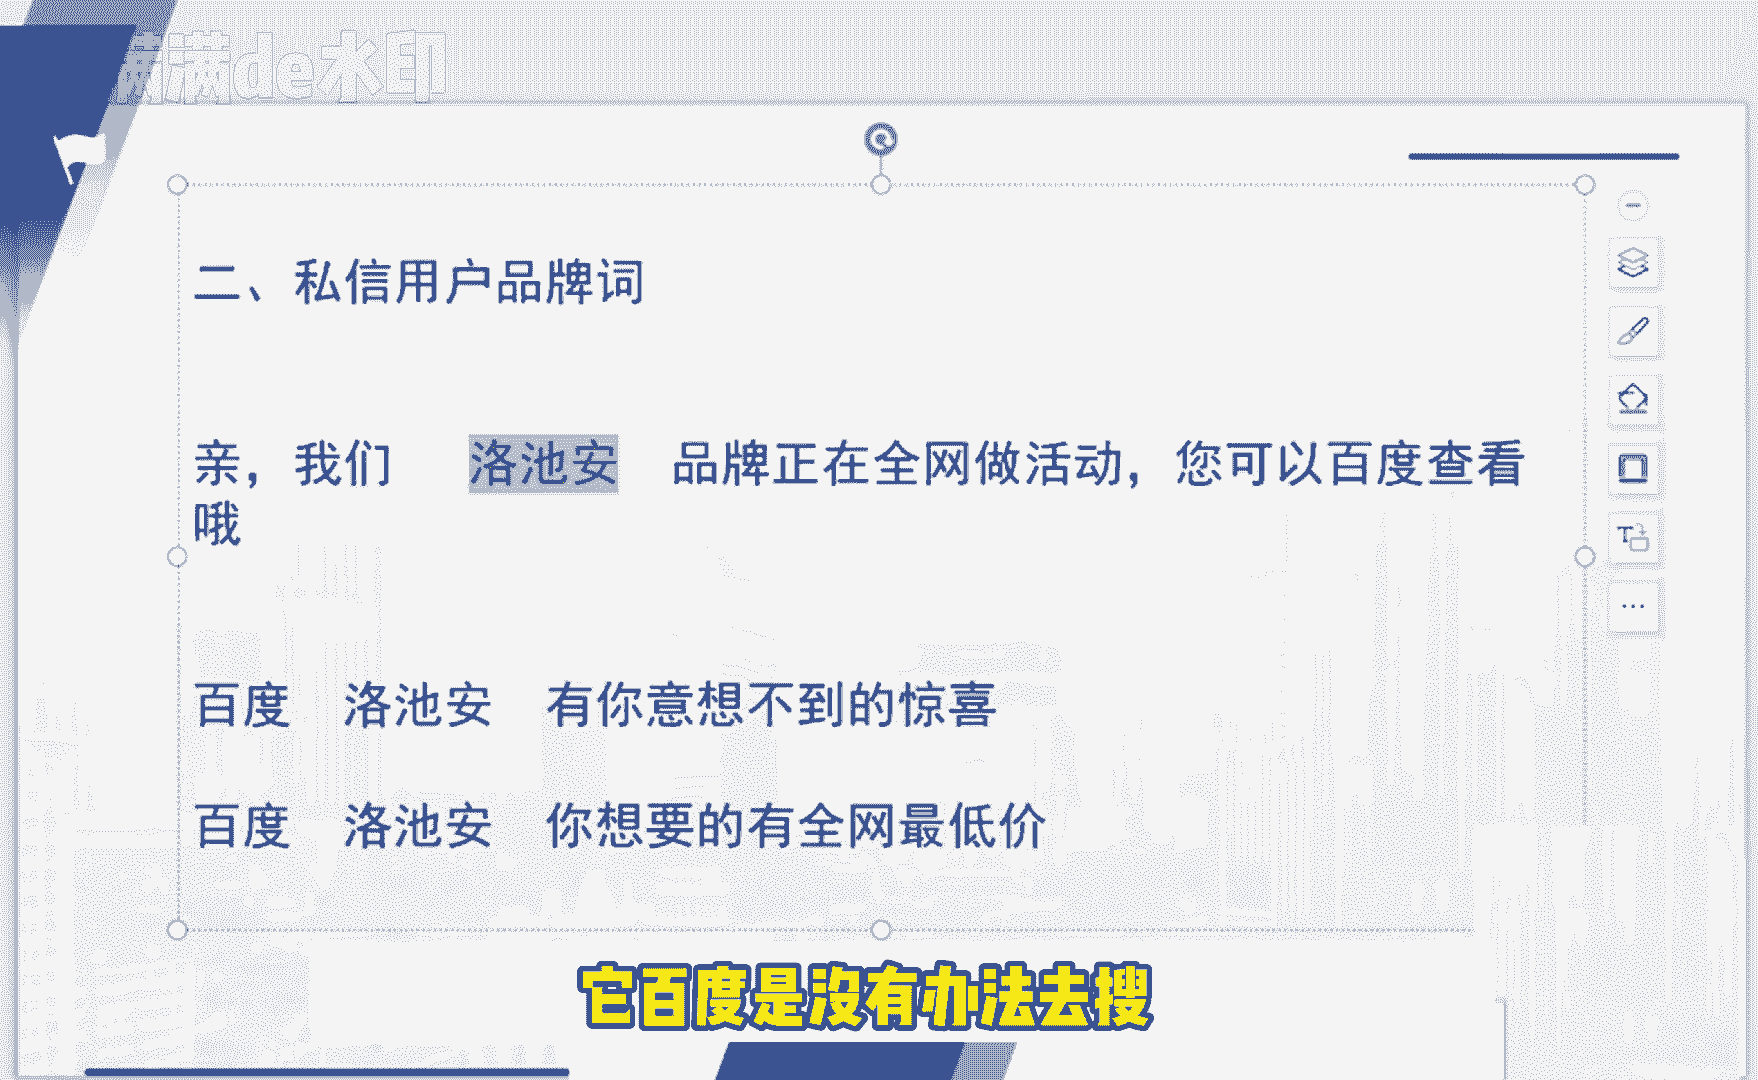 满满de水印
二、私信用户品牌词
亲，我们 洛池安 品牌正在全网做活动，您可以百度查看
哦
百度 洛池安 有你意想不到的惊喜
百度 洛池安 你想要的有全网最低价
它百度是没有办法去搜